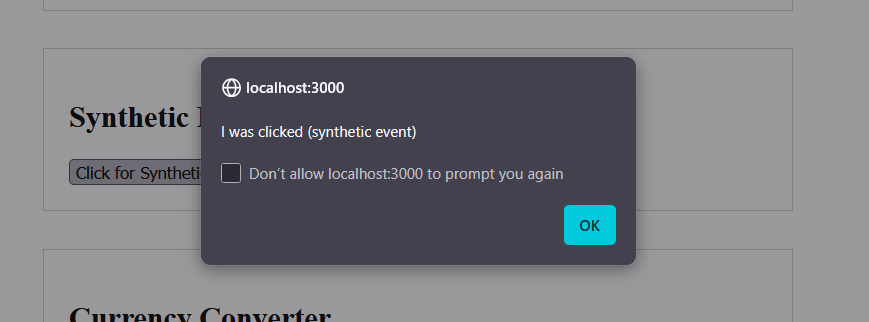 localhost:3000
Synthetic
I was clicked (synthetic event)
Click for
Don't allow localhost:3000 to prompt you again
OK
Currency Converter